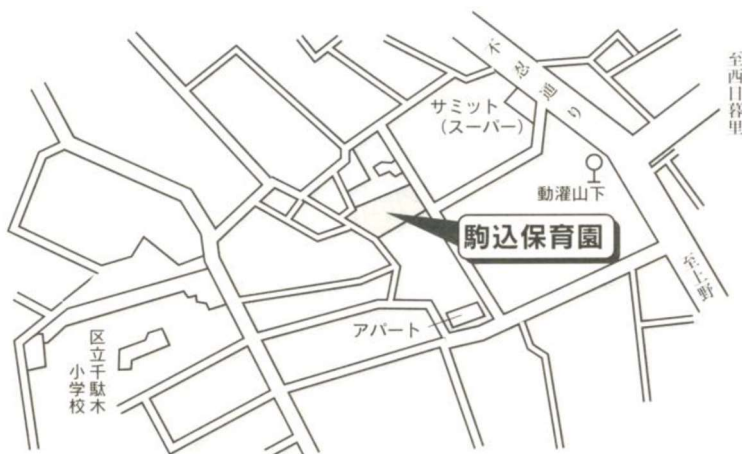 不忍通り
至西日暮里
サミット
(スーパー)
動灌山下
駒込保育園
至上野
アパート
区立千駄木
小学校